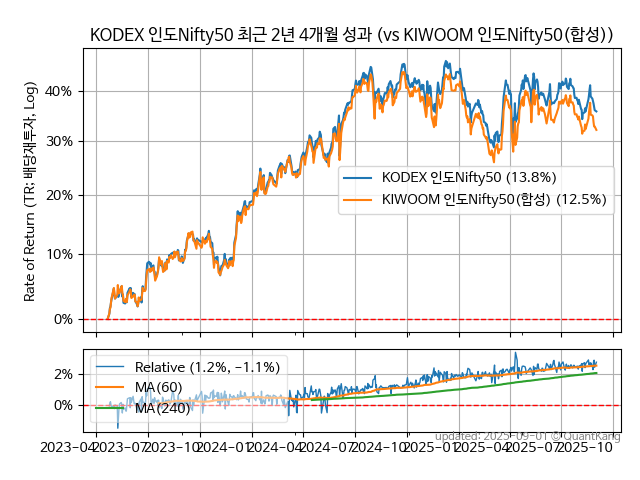 KODEX 인도Nifty50 최근 2년 4개월 성과 (vs KIWOOM 인도Nifty50(합성))
Rate of Return (TR: 배당재투자, Log)
40%
30%
20%
10%
0%
KODEX 인도Nifty50 (13.8%)
KIWOOM 인도Nifty50(합성) (12.5%)
2%
0%
Relative (1.2%, −1.1%)
MA(60)
MA(240)
updated: 2025-09-01 © QuantKang
2023-04 2023-07 2023-10 2024-01 2024-04 2024-07 2024-10 2025-01 2025-04 2025-07 2025-10